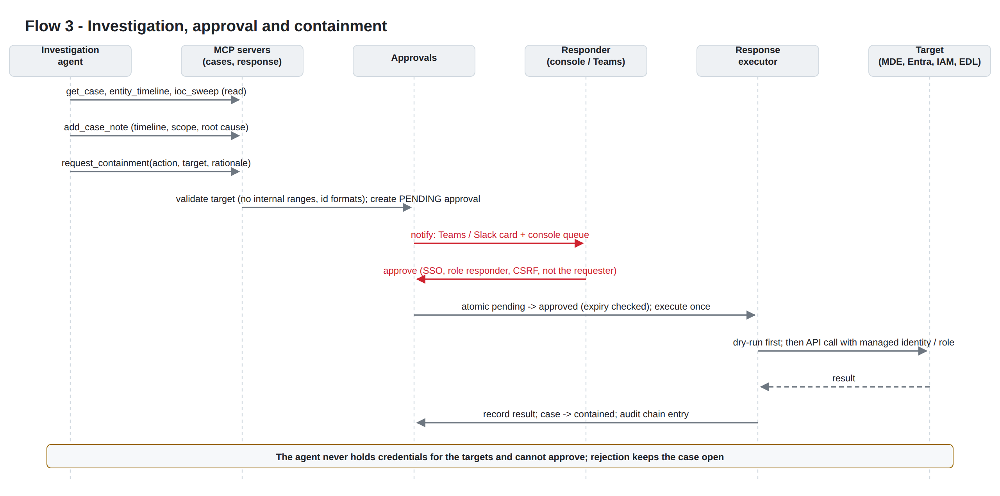 Flow 3 - Investigation, approval and containment
Investigation
agent
MCP servers
(cases, response)
Approvals
Responder
(console / Teams)
Response
executor
Target
(MDE, Entra, IAM, EDL)
get_case, entity_timeline, ioc_sweep (read)
add_case_note (timeline, scope, root cause)
request_containment(action, target, rationale)
validate target (no internal ranges, id formats); create PENDING approval
notify: Teams / Slack card + console queue
approve (SSO, role responder, CSRF, not the requester)
atomic pending -> approved (expiry checked); execute once
dry-run first; then API call with managed identity / role
result
record result; case -> contained; audit chain entry
The agent never holds credentials for the targets and cannot approve; rejection keeps the case open